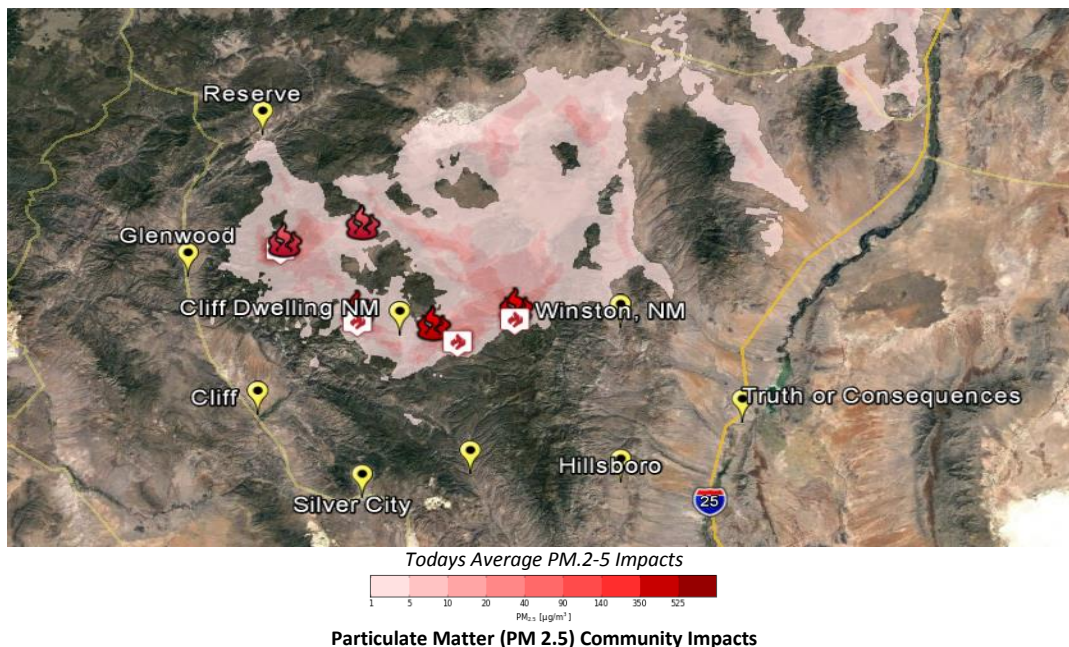 Reserve
Glenwood
Cliff Dwelling NM
Winston, NM
Cliff
Truth or Consequences
Hillsboro
Silver City
25
Todays Average PM.2-5 Impacts
1 5 10 20 40 90 140 350 525
PM2.5 [µg/m³]
Particulate Matter (PM 2.5) Community Impacts